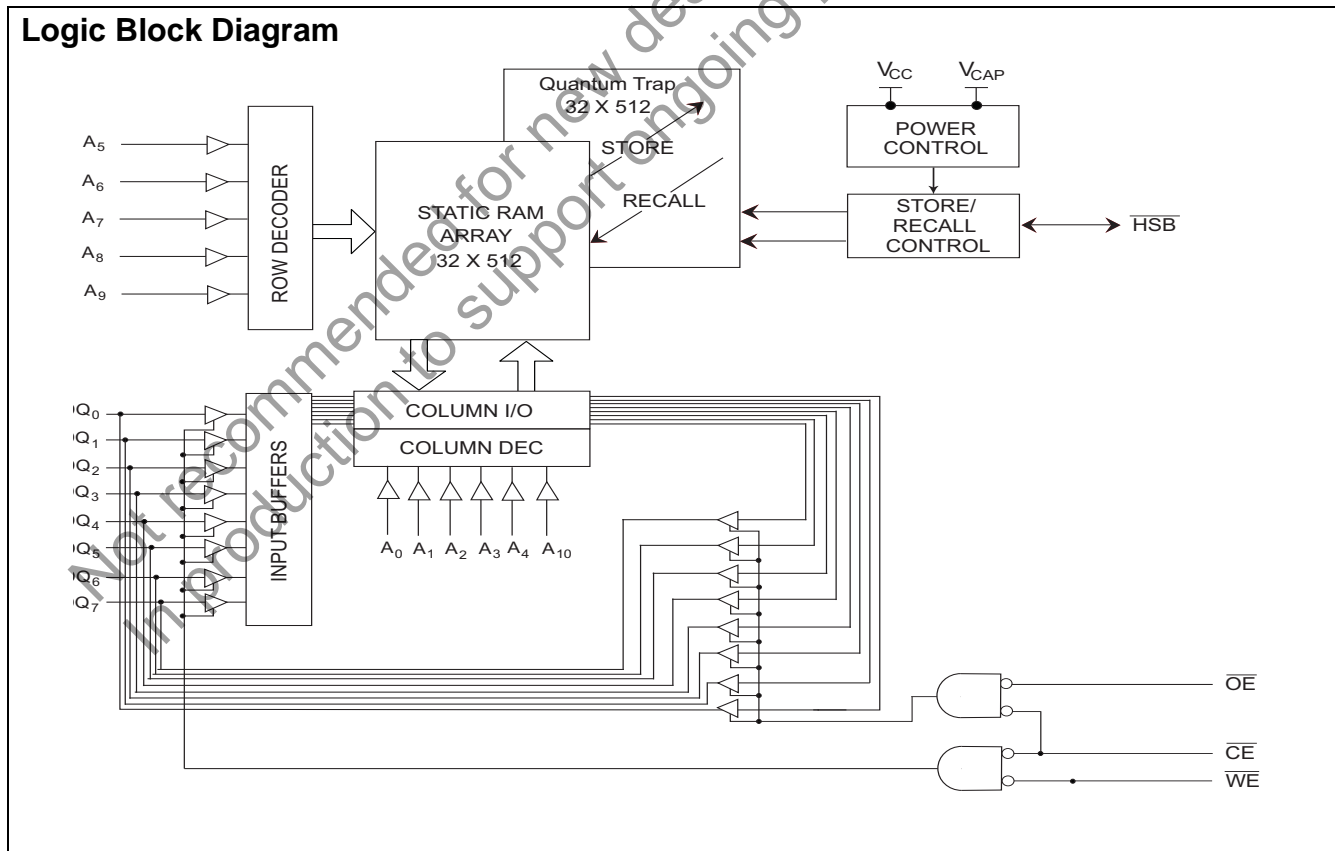 Logic Block Diagram
Quantum Trap
32 X 512
STORE
RECALL
STATIC RAM
ARRAY
32 X 512
A5
A6
A7
A8
A9
ROW DECODER
VCC
VCAP
POWER
CONTROL
STORE/
RECALL
CONTROL
HSB
COLUMN I/O
COLUMN DEC
A0 A1 A2 A3 A4 A10
DQ0
DQ1
DQ2
DQ3
DQ4
DQ5
DQ6
DQ7
INPUT BUFFERS
OE
CE
WE
Not recommended for new
In production to support ongoing